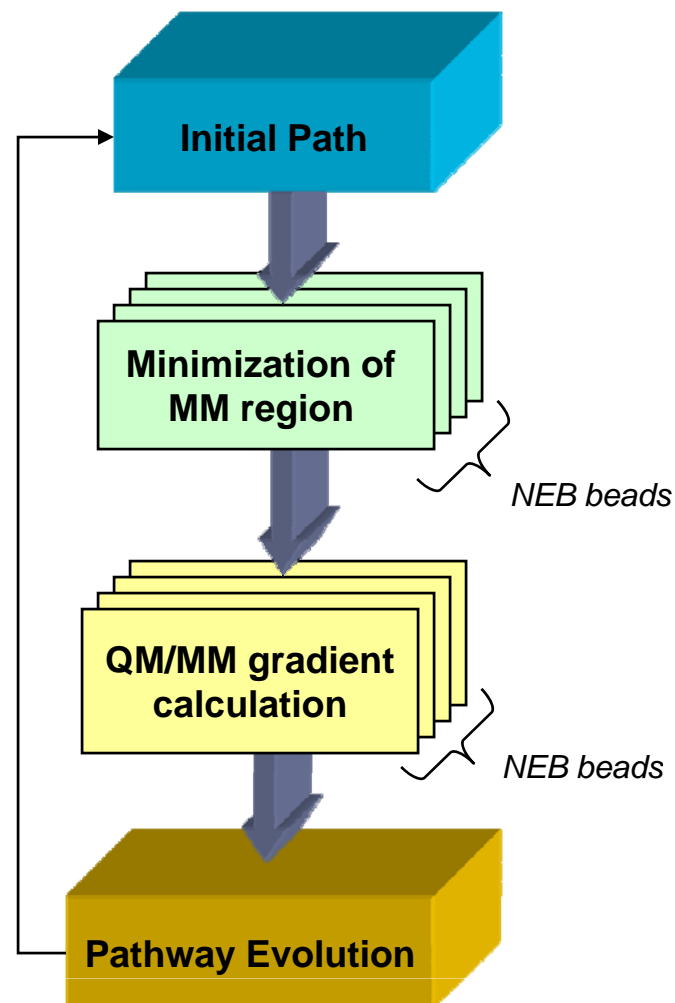 Initial Path
Minimization of
MM region
NEB beads
QM/MM gradient
calculation
NEB beads
Pathway Evolution